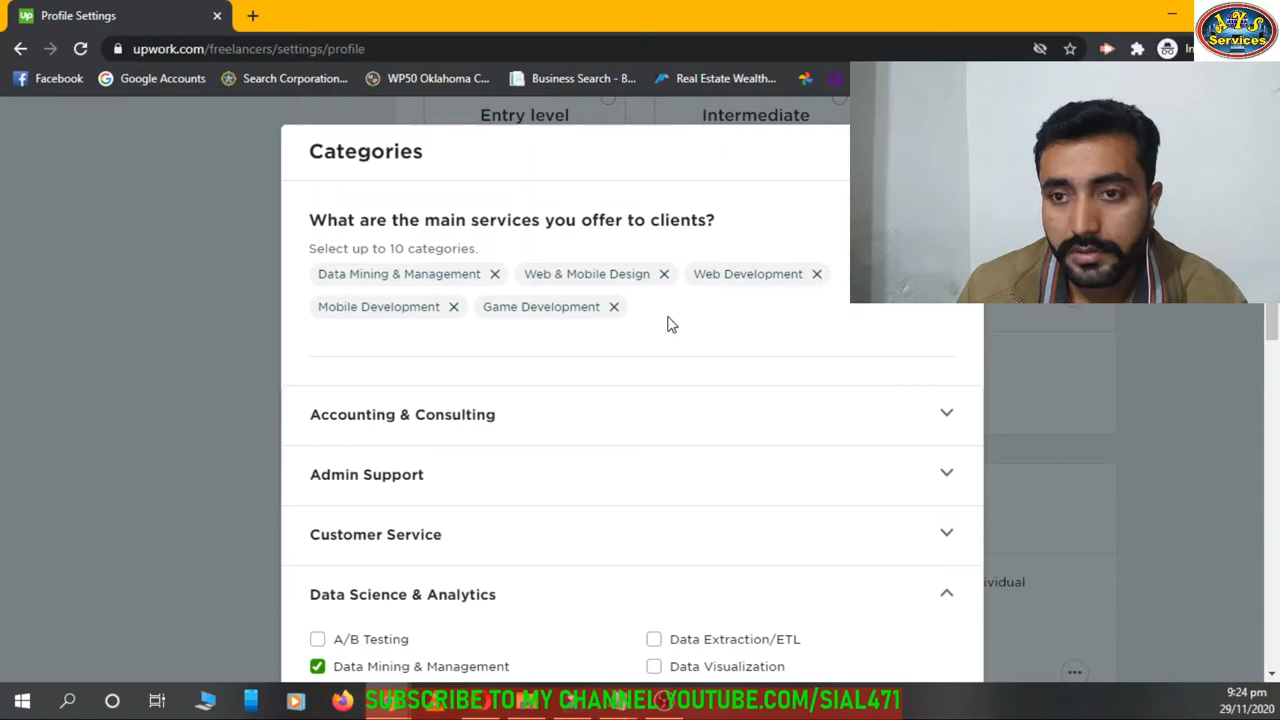 up Profile Settings
upwork.com/freelancers/settings/profile
Facebook Google Accounts Search Corporation... WP50 Oklahoma C... Business Search - B... Real Estate Wealth...
A Y S
Services
Entry level Intermediate
Categories
What are the main services you offer to clients?
Select up to 10 categories.
Data Mining & Management Web & Mobile Design Web Development
Mobile Development Game Development
Accounting & Consulting
Admin Support
Customer Service
Data Science & Analytics
ividual
A/B Testing Data Extraction/ETL
Data Mining & Management Data Visualization
SUBSCRIBE TO MY CHANNEL YOUTUBE.COM/SIAL471
9:24 pm
29/11/2020